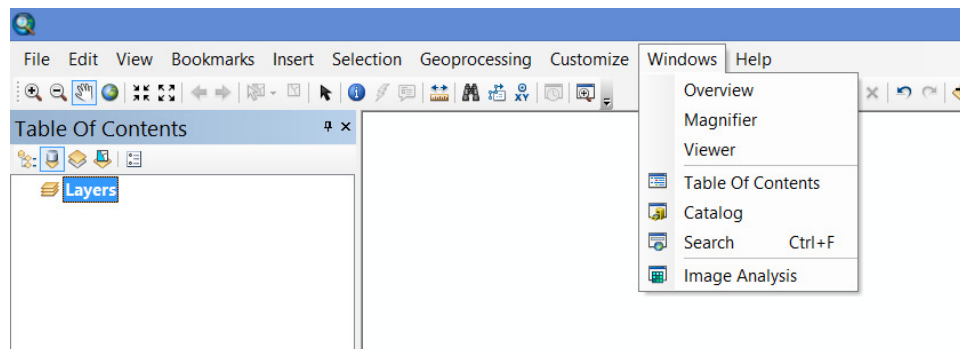 File Edit View Bookmarks Insert Selection Geoprocessing Customize Windows Help
Overview
Magnifier
Viewer
Table Of Contents
Catalog
Search Ctrl+F
Image Analysis
Table Of Contents
Layers